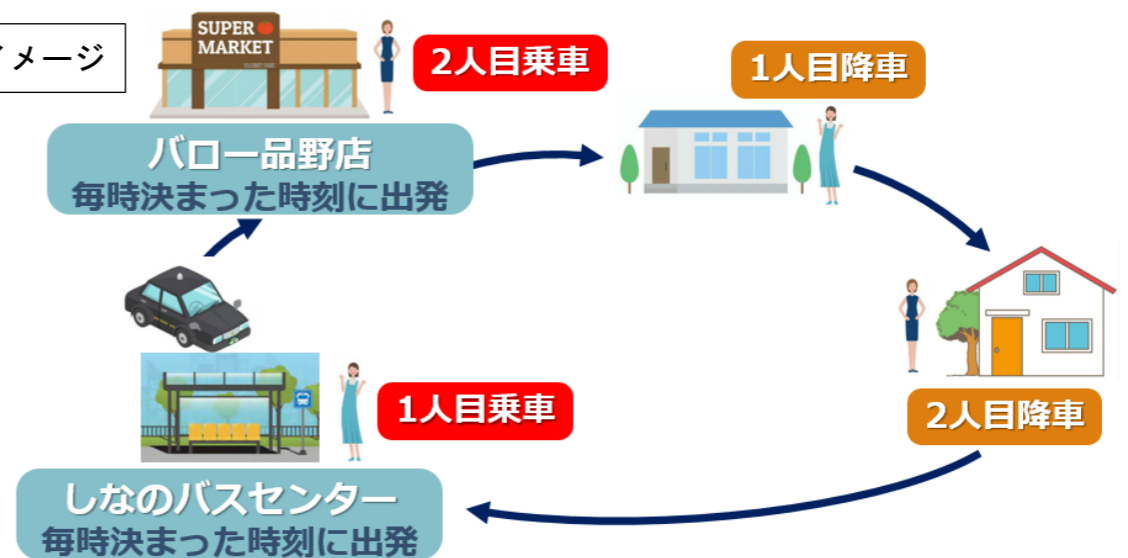 イメージ
SUPER
MARKET
2人目乗車
1人目降車
バロー品野店
毎時決まった時刻に出発
1人目乗車
2人目降車
しなのバスセンター
毎時決まった時刻に出発